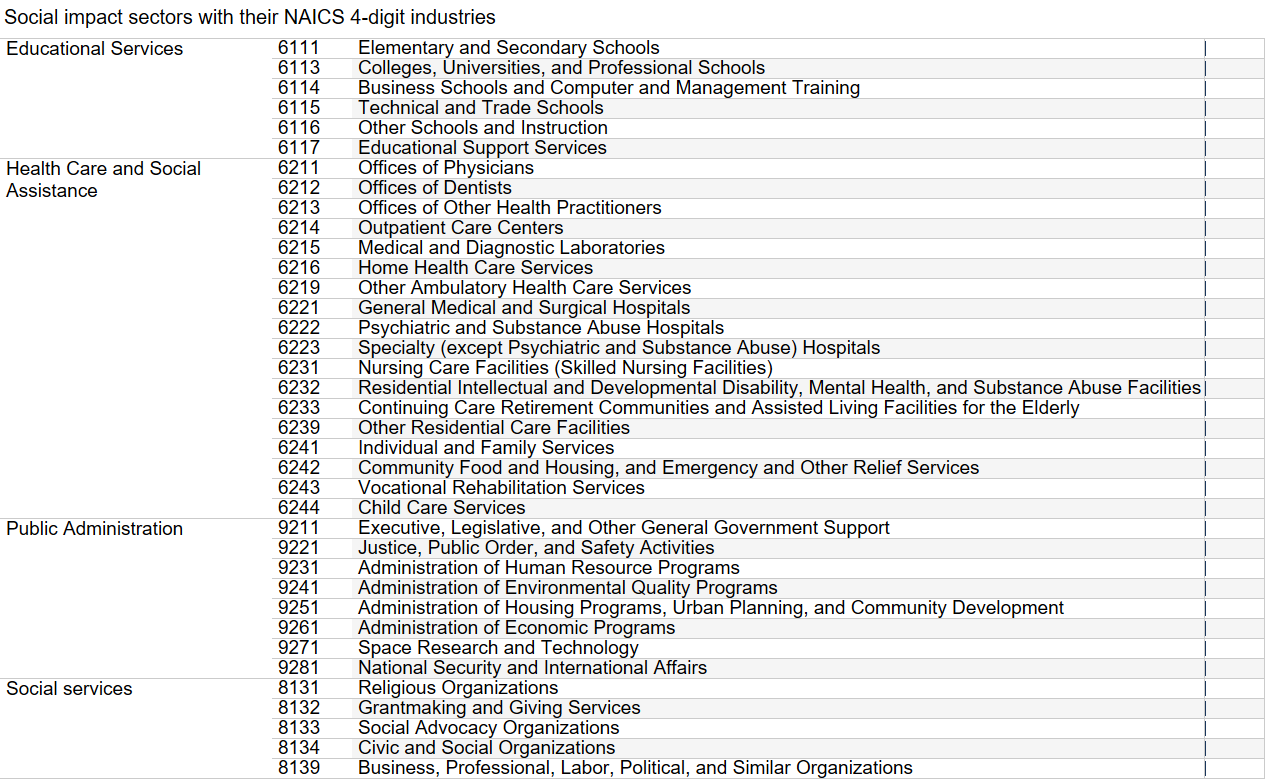 Social impact sectors with their NAICS 4-digit industries
Educational Services 6111 Elementary and Secondary Schools
6113 Colleges, Universities, and Professional Schools
6114 Business Schools and Computer and Management Training
6115 Technical and Trade Schools
6116 Other Schools and Instruction
6117 Educational Support Services
Health Care and Social 6211 Offices of Physicians
Assistance 6212 Offices of Dentists
6213 Offices of Other Health Practitioners
6214 Outpatient Care Centers
6215 Medical and Diagnostic Laboratories
6216 Home Health Care Services
6219 Other Ambulatory Health Care Services
6221 General Medical and Surgical Hospitals
6222 Psychiatric and Substance Abuse Hospitals
6223 Specialty (except Psychiatric and Substance Abuse) Hospitals
6231 Nursing Care Facilities (Skilled Nursing Facilities)
6232 Residential Intellectual and Developmental Disability, Mental Health, and Substance Abuse Facilities
6233 Continuing Care Retirement Communities and Assisted Living Facilities for the Elderly
6239 Other Residential Care Facilities
6241 Individual and Family Services
6242 Community Food and Housing, and Emergency and Other Relief Services
6243 Vocational Rehabilitation Services
6244 Child Care Services
Public Administration 9211 Executive, Legislative, and Other General Government Support
9221 Justice, Public Order, and Safety Activities
9231 Administration of Human Resource Programs
9241 Administration of Environmental Quality Programs
9251 Administration of Housing Programs, Urban Planning, and Community Development
9261 Administration of Economic Programs
9271 Space Research and Technology
9281 National Security and International Affairs
Social services 8131 Religious Organizations
8132 Grantmaking and Giving Services
8133 Social Advocacy Organizations
8134 Civic and Social Organizations
8139 Business, Professional, Labor, Political, and Similar Organizations